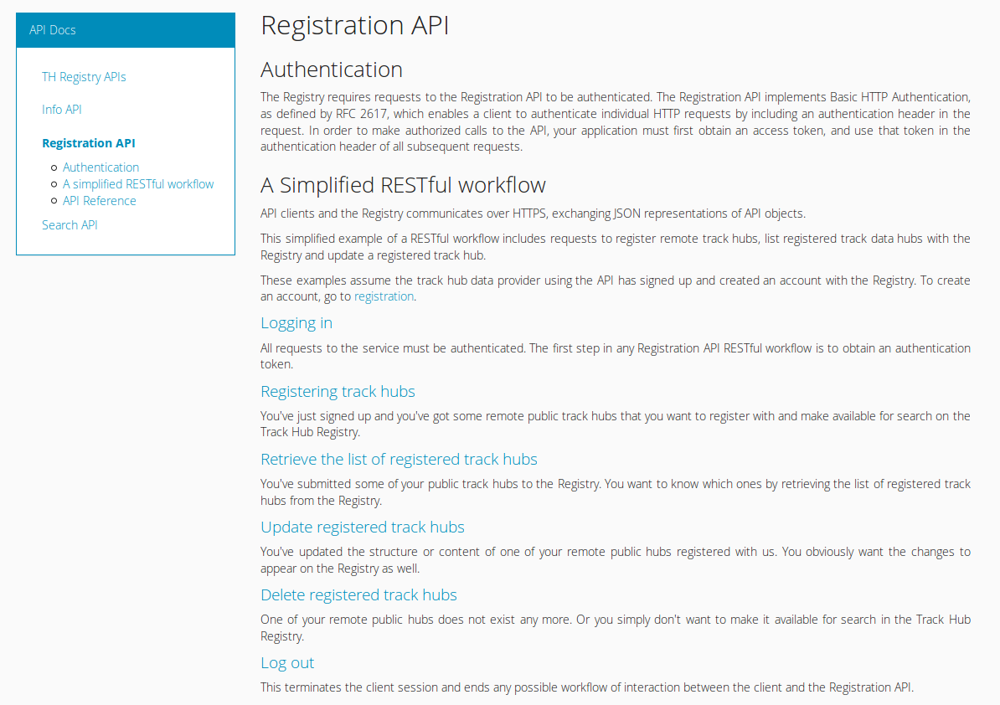 API Docs
TH Registry APIs
Info API
Registration API
Authentication
A simplified RESTful workflow
API Reference
Search API
Registration API
Authentication
The Registry requires requests to the Registration API to be authenticated. The Registration API implements Basic HTTP Authentication,
as defined by RFC 2617, which enables a client to authenticate individual HTTP requests by including an authentication header in the
request. In order to make authorized calls to the API, your application must first obtain an access token, and use that token in the
authentication header of all subsequent requests.
A Simplified RESTful workflow
API clients and the Registry communicates over HTTPS, exchanging JSON representations of API objects.
This simplified example of a RESTful workflow includes requests to register remote track hubs, list registered track data hubs with the
Registry and update a registered track hub.
These examples assume the track hub data provider using the API has signed up and created an account with the Registry. To create
an account, go to registration.
Logging in
All requests to the service must be authenticated. The first step in any Registration API RESTful workflow is to obtain an authentication
token.
Registering track hubs
You've just signed up and you've got some remote public track hubs that you want to register with and make available for search on the
Track Hub Registry.
Retrieve the list of registered track hubs
You've submitted some of your public track hubs to the Registry. You want to know which ones by retrieving the list of registered track
hubs from the Registry.
Update registered track hubs
You've updated the structure or content of one of your remote public hubs registered with us. You obviously want the changes to
appear on the Registry as well.
Delete registered track hubs
One of your remote public hubs does not exist any more. Or you simply don't want to make it available for search in the Track Hub
Registry.
Log out
This terminates the client session and ends any possible workflow of interaction between the client and the Registration API.